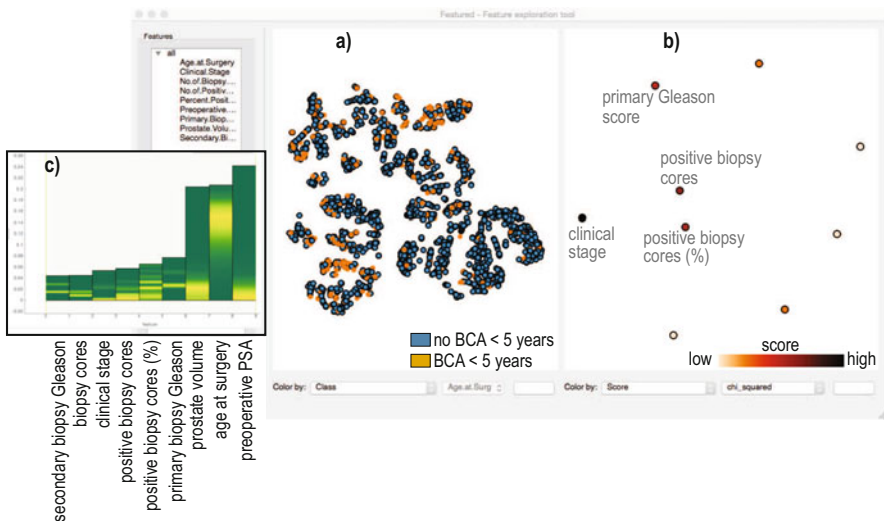 Featured - Feature exploration tool
Features
all
Age.at.Surgery
Clinical.Stage
No.of.Biopsy....
No.of.Positiv...
Percent.Posit...
Preoperative....
Primary.Biop...
Prostate.Volu...
Secondary.Bi...
a)
no BCA < 5 years
BCA < 5 years
b)
primary Gleason
score
positive biopsy
cores
clinical
stage
positive biopsy
cores (%)
score
low
high
Color by:
Class
Age.at.Surg
Color by:
Score
chi_squared
c)
feature
secondary biopsy Gleason
biopsy cores
clinical stage
positive biopsy cores
positive biopsy cores (%)
primary biopsy Gleason
prostate volume
age at surgery
preoperative PSA